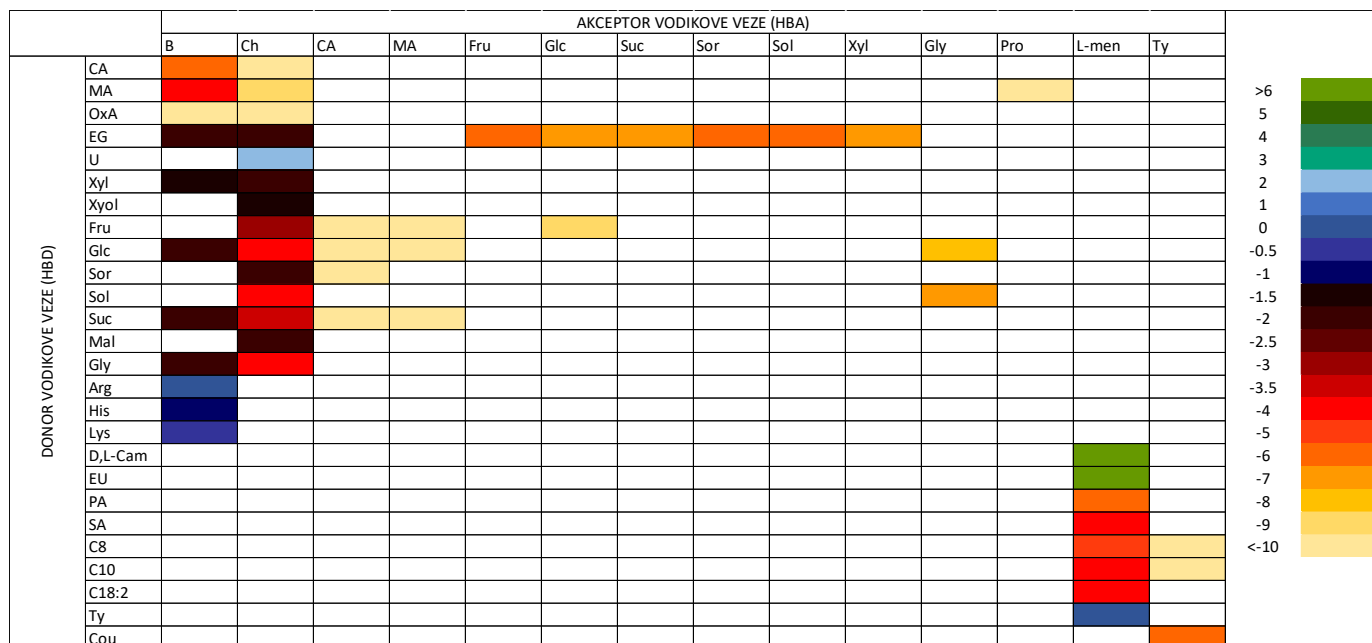 AKCEPTOR VODIKOVE VEZE (HBA)
B Ch CA MA Fru Glc Suc Sor Sol Xyl Gly Pro L-men Ty
DONOR VODIKOVE VEZE (HBD)
CA
MA
OxA
EG
U
Xyl
Xyol
Fru
Glc
Sor
Sol
Suc
Mal
Gly
Arg
His
Lys
D,L-Cam
EU
PA
SA
C8
C10
C18:2
Ty
Cou
>6
5
4
3
2
1
0
-0.5
-1
-1.5
-2
-2.5
-3
-3.5
-4
-5
-6
-7
-8
-9
<-10